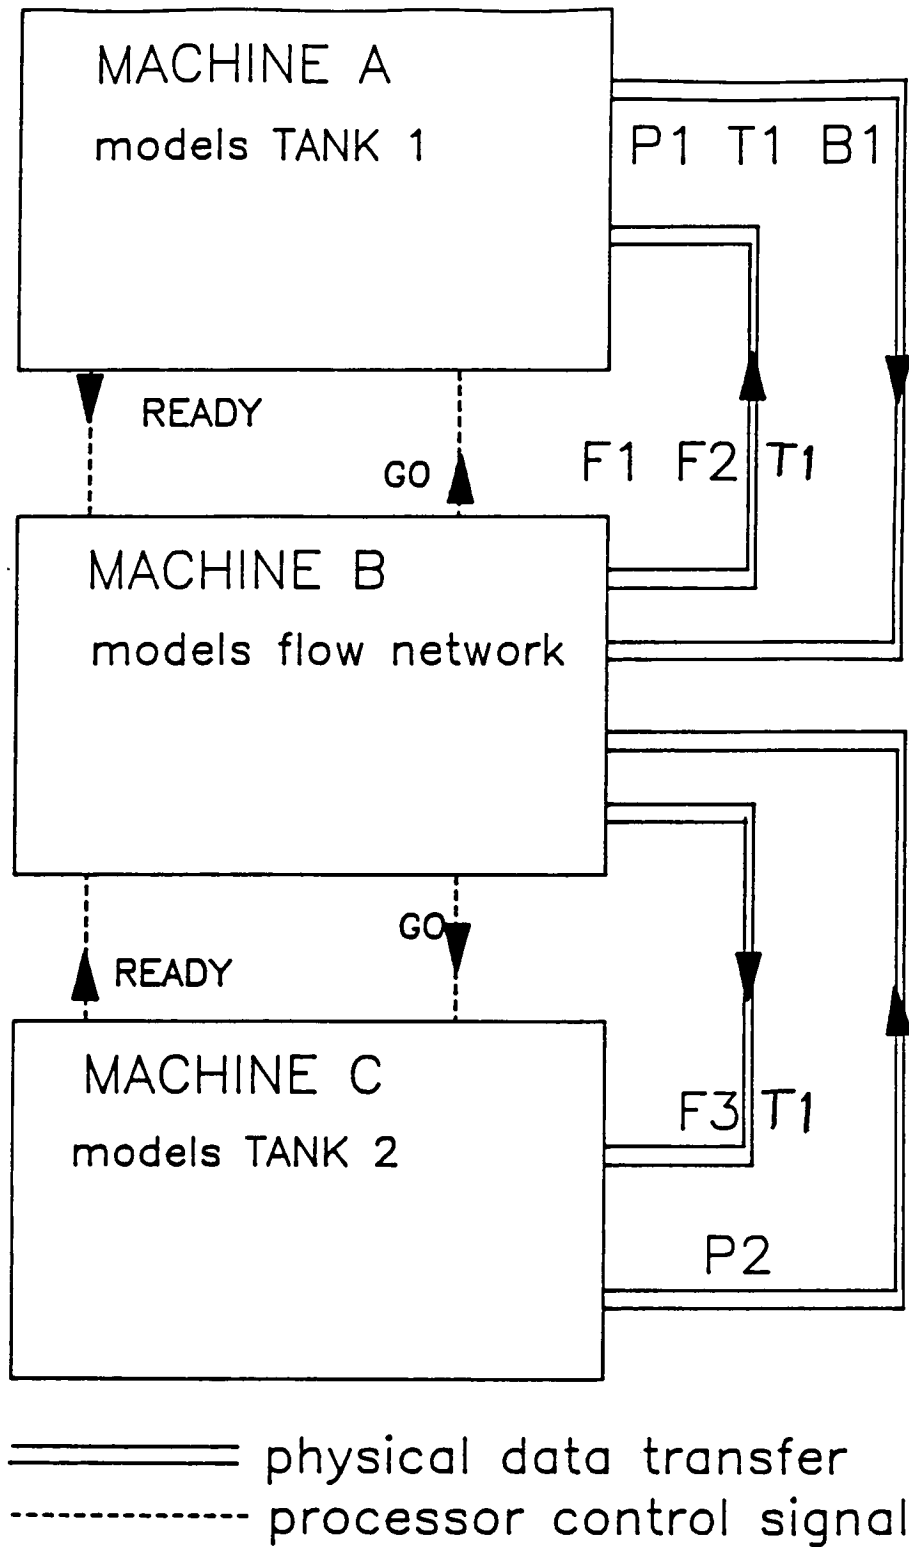 MACHINE A
models TANK 1
P1 T1 B1
READY
GO
F1 F2 T1
MACHINE B
models flow network
GO
READY
MACHINE C
models TANK 2
F3 T1
P2
physical data transfer
processor control signal